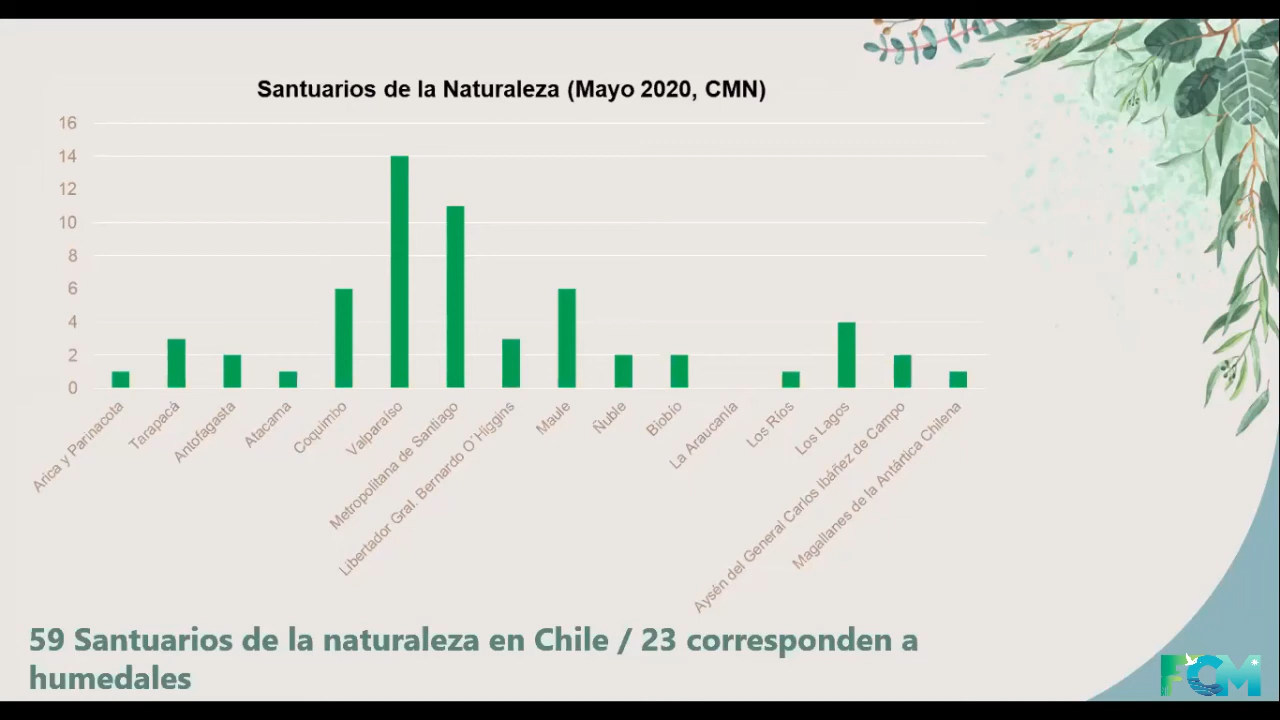 Santuarios de la Naturaleza (Mayo 2020, CMN)
16
14
12
10
8
6
4
2
0
Arica y Parinacota
Tarapacá
Antofagasta
Atacama
Coquimbo
Valparaíso
Metropolitana de Santiago
Libertador Gral. Bernardo O´Higgins
Maule
Ñuble
Biobío
La Araucanía
Los Ríos
Los Lagos
Aysén del General Carlos Ibáñez de Campo
Magallanes de la Antártica Chilena
59 Santuarios de la naturaleza en Chile / 23 corresponden a
humedales
FCM